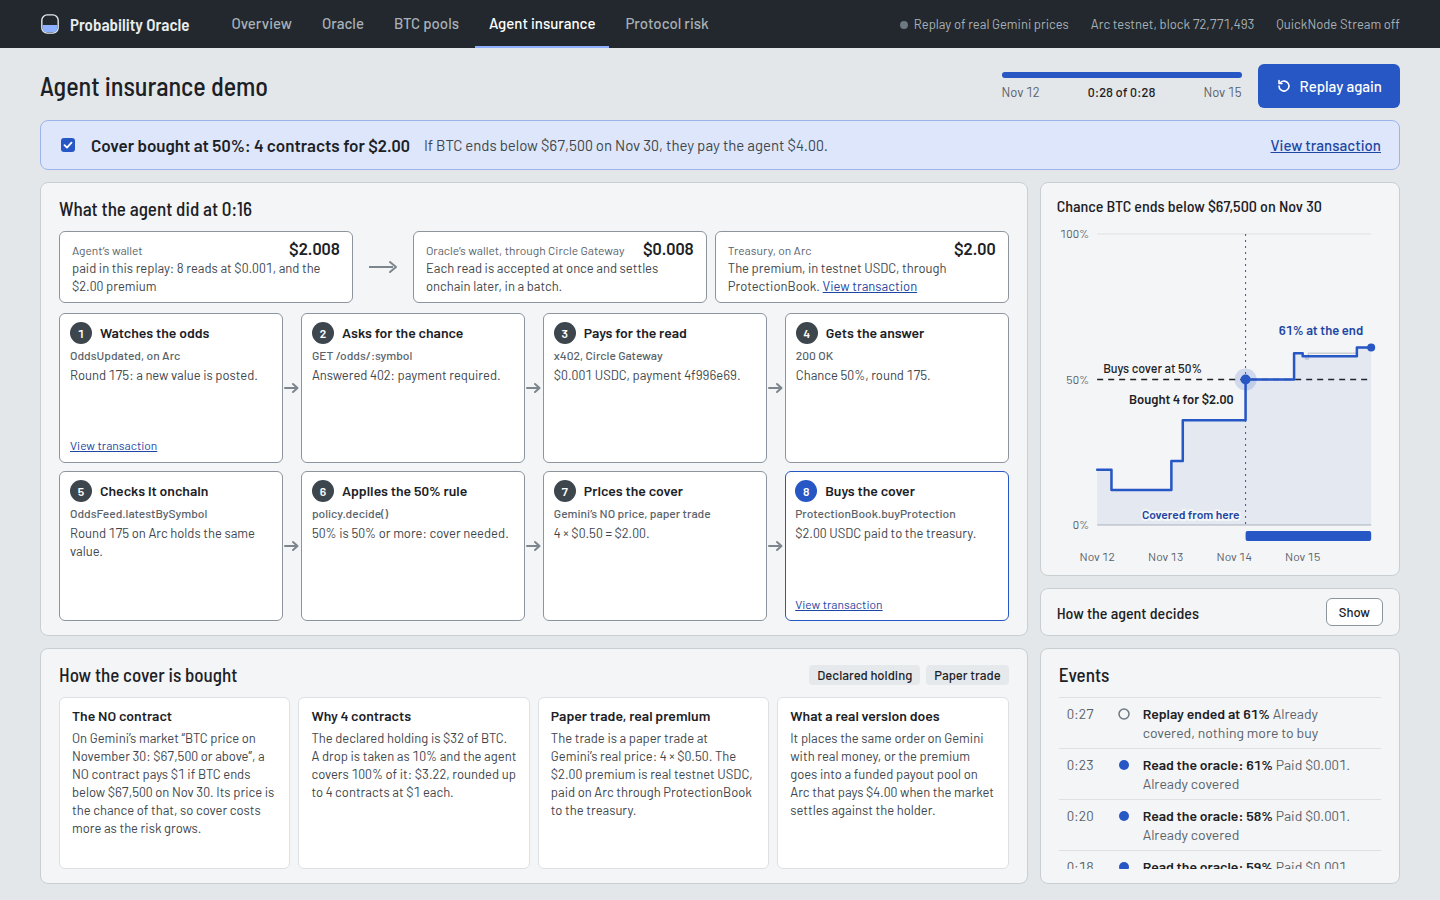 Probability Oracle
Overview
Oracle
BTC pools
Agent insurance
Protocol risk
Replay of real Gemini prices
Arc testnet, block 72,771,493
QuickNode Stream off
Agent insurance demo
Nov 12
0:28 of 0:28
Nov 15
Replay again
Cover bought at 50%: 4 contracts for $2.00
If BTC ends below $67,500 on Nov 30, they pay the agent $4.00.
View transaction
What the agent did at 0:16
Agent's wallet
$2.008
paid in this replay: 8 reads at $0.001, and the
$2.00 premium
Oracle's wallet, through Circle Gateway
$0.008
Each read is accepted at once and settles
onchain later, in a batch.
Treasury, on Arc
$2.00
The premium, in testnet USDC, through
ProtectionBook. View transaction
1 Watches the odds
OddsUpdated, on Arc
Round 175: a new value is posted.
View transaction
2 Asks for the chance
GET /odds/:symbol
Answered 402: payment required.
3 Pays for the read
x402, Circle Gateway
$0.001 USDC, payment 4f996e69.
4 Gets the answer
200 OK
Chance 50%, round 175.
5 Checks it onchain
OddsFeed.latestBySymbol
Round 175 on Arc holds the same
value.
6 Applies the 50% rule
policy.decide()
50% is 50% or more: cover needed.
7 Prices the cover
Gemini's NO price, paper trade
4 × $0.50 = $2.00.
8 Buys the cover
ProtectionBook.buyProtection
$2.00 USDC paid to the treasury.
View transaction
Chance BTC ends below $67,500 on Nov 30
100%
61% at the end
Buys cover at 50%
50%
Bought 4 for $2.00
Covered from here
0%
Nov 12
Nov 13
Nov 14
Nov 15
How the agent decides
Show
How the cover is bought
Declared holding
Paper trade
The NO contract
On Gemini's market “BTC price on
November 30: $67,500 or above”, a
NO contract pays $1 if BTC ends
below $67,500 on Nov 30. Its price is
the chance of that, so cover costs
more as the risk grows.
Why 4 contracts
The declared holding is $32 of BTC.
A drop is taken as 10% and the agent
covers 100% of it: $3.22, rounded up
to 4 contracts at $1 each.
Paper trade, real premium
The trade is a paper trade at
Gemini's real price: 4 × $0.50. The
$2.00 premium is real testnet USDC,
paid on Arc through ProtectionBook
to the treasury.
What a real version does
It places the same order on Gemini
with real money, or the premium
goes into a funded payout pool on
Arc that pays $4.00 when the market
settles against the holder.
Events
0:27
Replay ended at 61% Already
covered, nothing more to buy
0:23
Read the oracle: 61% Paid $0.001.
Already covered
0:20
Read the oracle: 58% Paid $0.001.
Already covered
0:18
Read the oracle: 59% Paid $0.001.